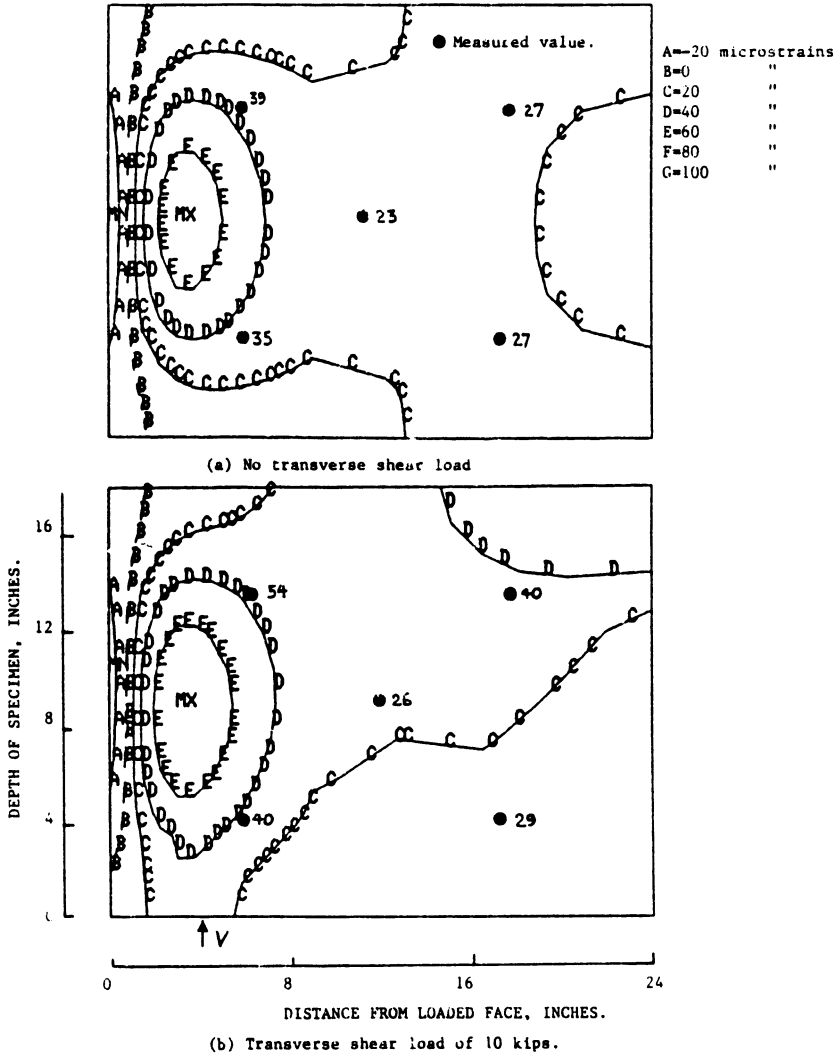 ● Measured value.
A=-20 microstrains
B=0 "
C=20 "
D=40 "
E=60 "
F=80 "
G=100 "
39
27
MX
MN
23
35
27
(a) No transverse shear load
DEPTH OF SPECIMEN, INCHES.
16
12
8
4
54
40
MN
MX
26
40
29
V
0 8 16 24
DISTANCE FROM LOADED FACE, INCHES.
(b) Transverse shear load of 10 kips.